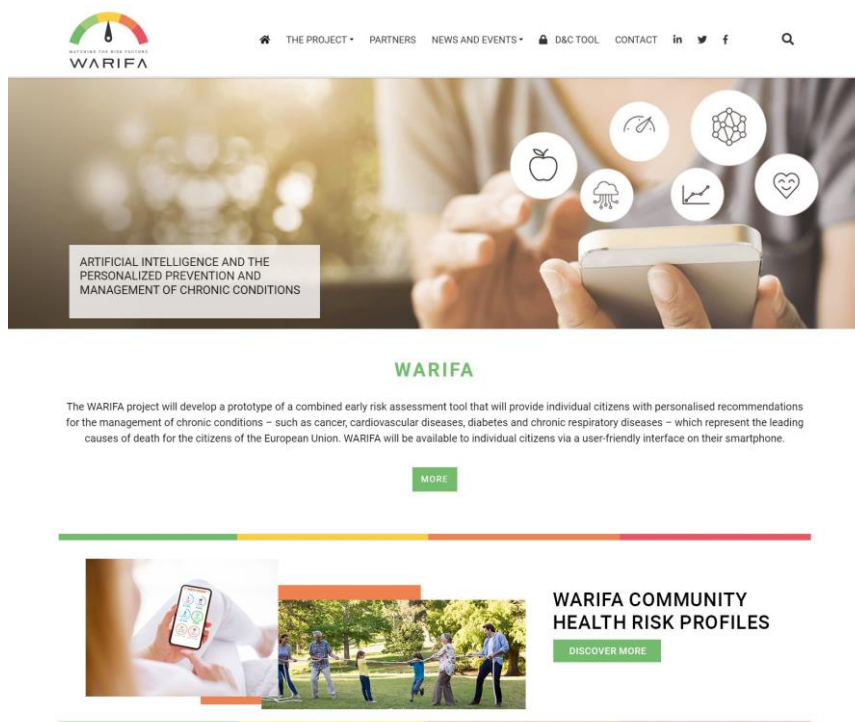 WATCHING THE RISK FACTORS
WARIFA
THE PROJECT
PARTNERS
NEWS AND EVENTS
D&C TOOL
CONTACT
ARTIFICIAL INTELLIGENCE AND THE
PERSONALIZED PREVENTION AND
MANAGEMENT OF CHRONIC CONDITIONS
WARIFA
The WARIFA project will develop a prototype of a combined early risk assessment tool that will provide individual citizens with personalised recommendations
for the management of chronic conditions – such as cancer, cardiovascular diseases, diabetes and chronic respiratory diseases – which represent the leading
causes of death for the citizens of the European Union. WARIFA will be available to individual citizens via a user-friendly interface on their smartphone.
MORE
WARIFA COMMUNITY
HEALTH RISK PROFILES
DISCOVER MORE